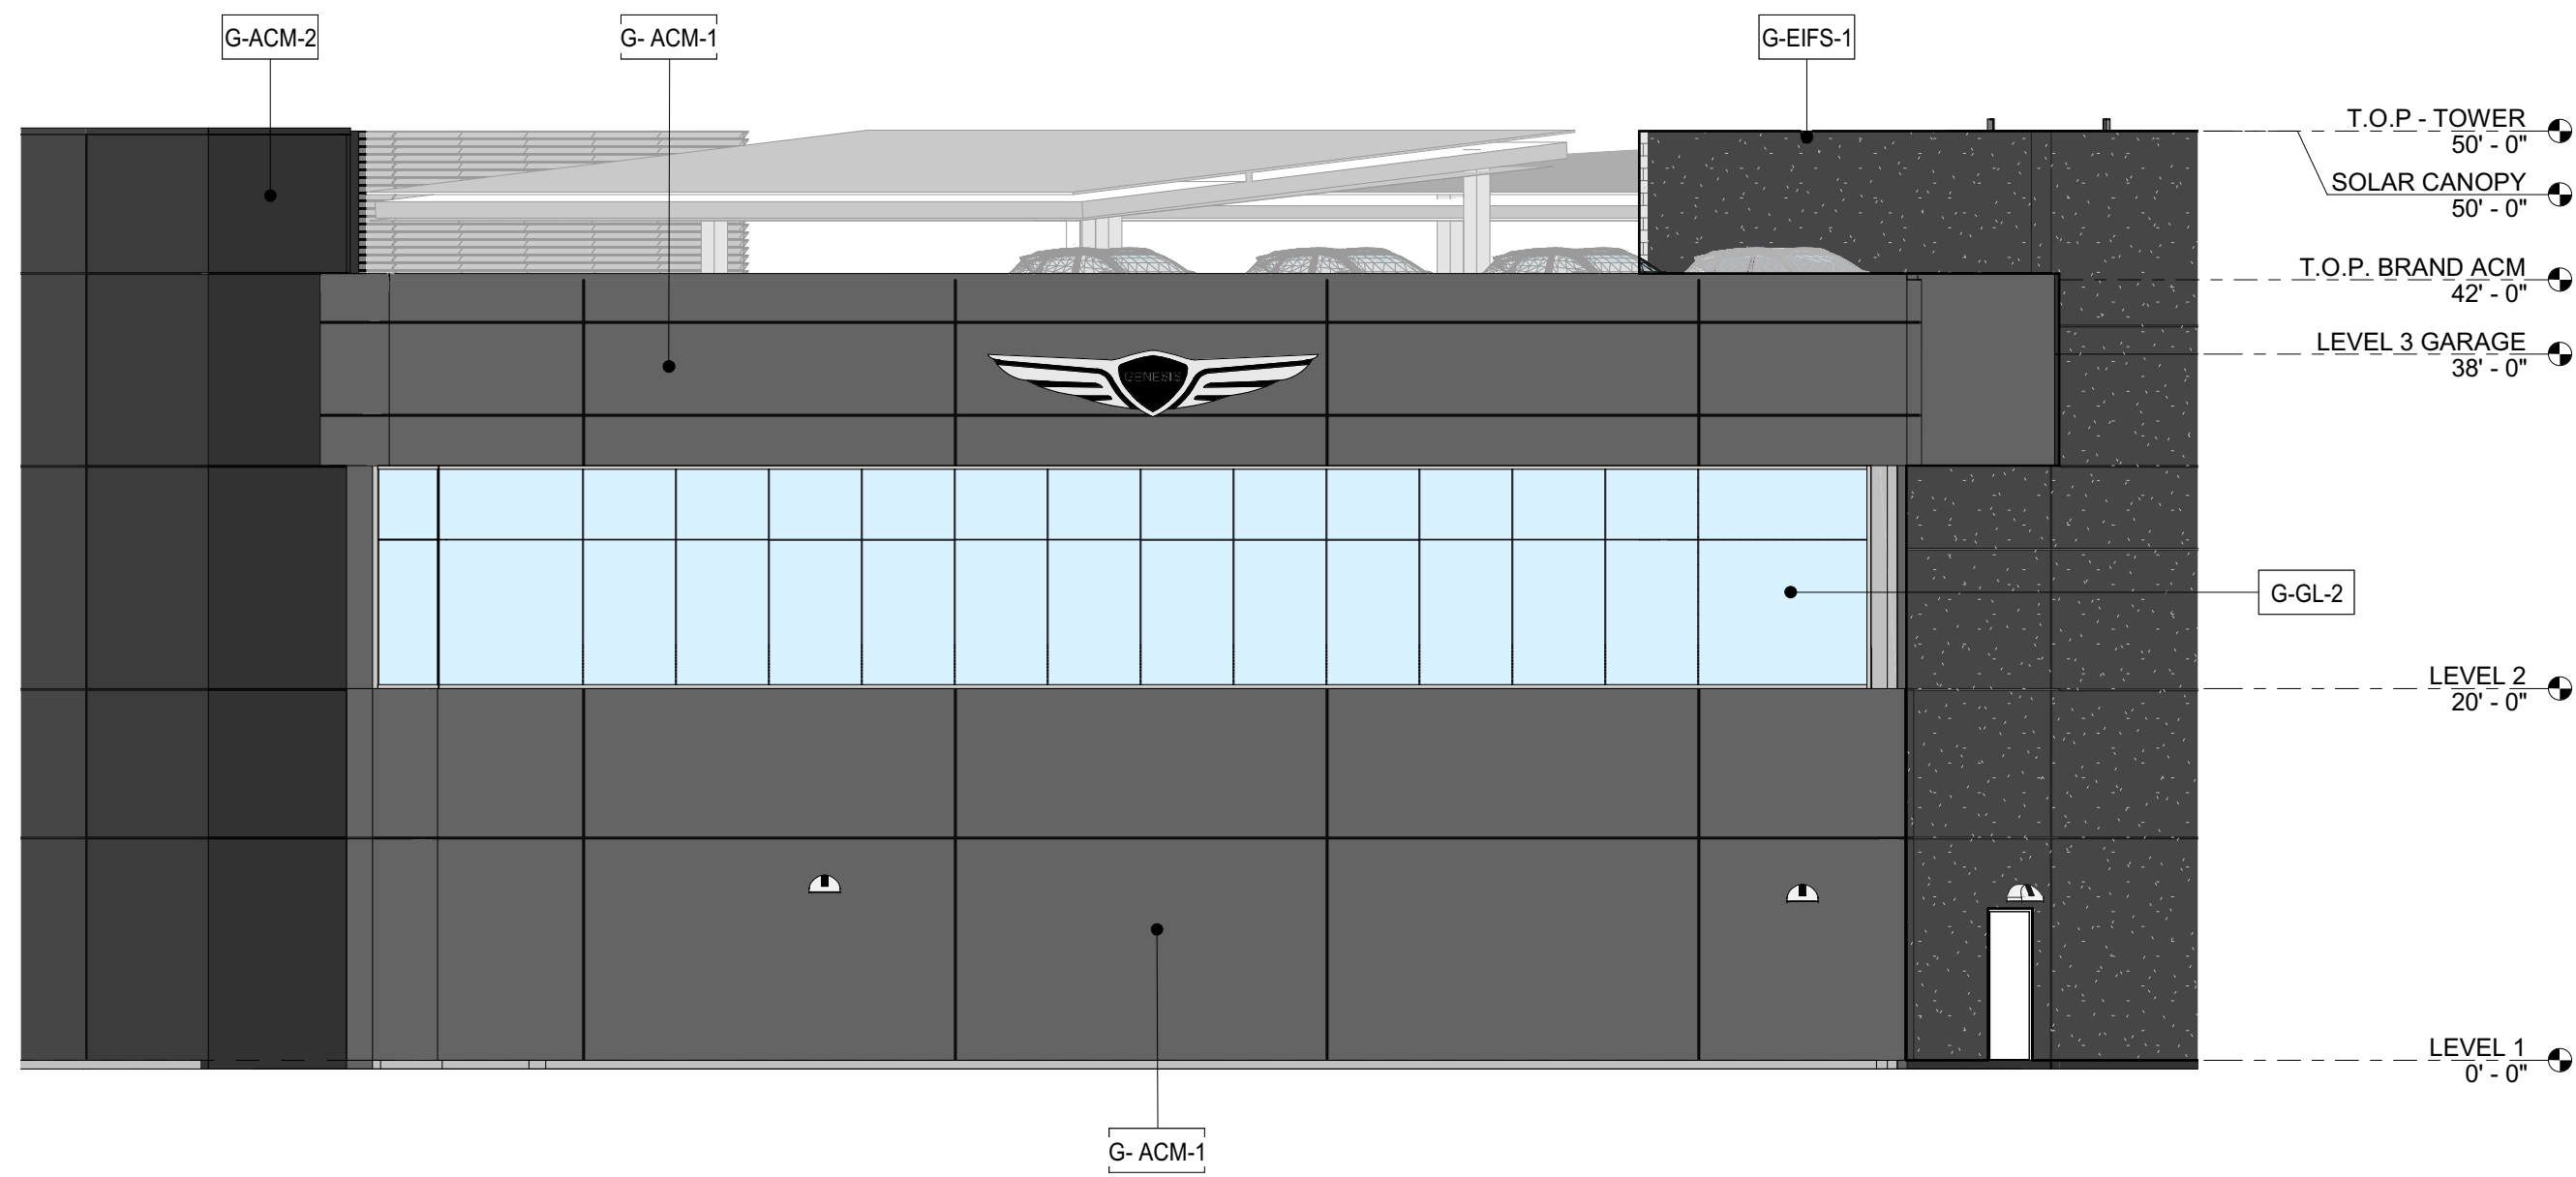 G-ACM-2
G- ACM-1
G-EIFS-1
T.O.P - TOWER
50' - 0"
SOLAR CANOPY
50' - 0"
T.O.P. BRAND ACM
42' - 0"
LEVEL 3 GARAGE
38' - 0"
GENESIS
G-GL-2
LEVEL 2
20' - 0"
LEVEL 1
0' - 0"
G- ACM-1